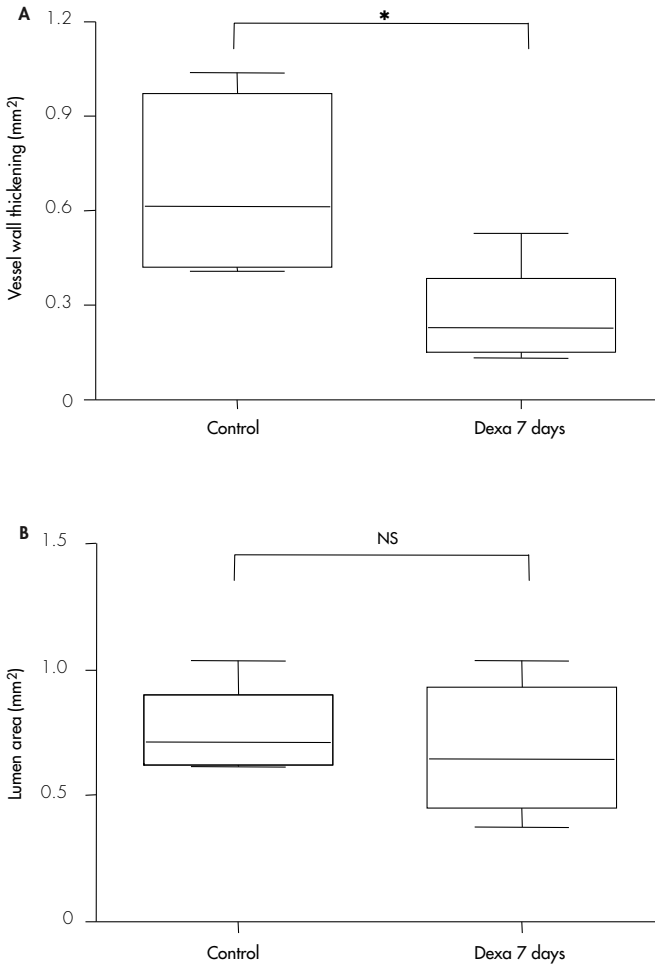 A
*
1.2
0.9
0.6
0.3
0
Vessel wall thickening (mm²)
Control
Dexa 7 days
B
NS
1.5
1.0
0.5
0
Lumen area (mm²)
Control
Dexa 7 days